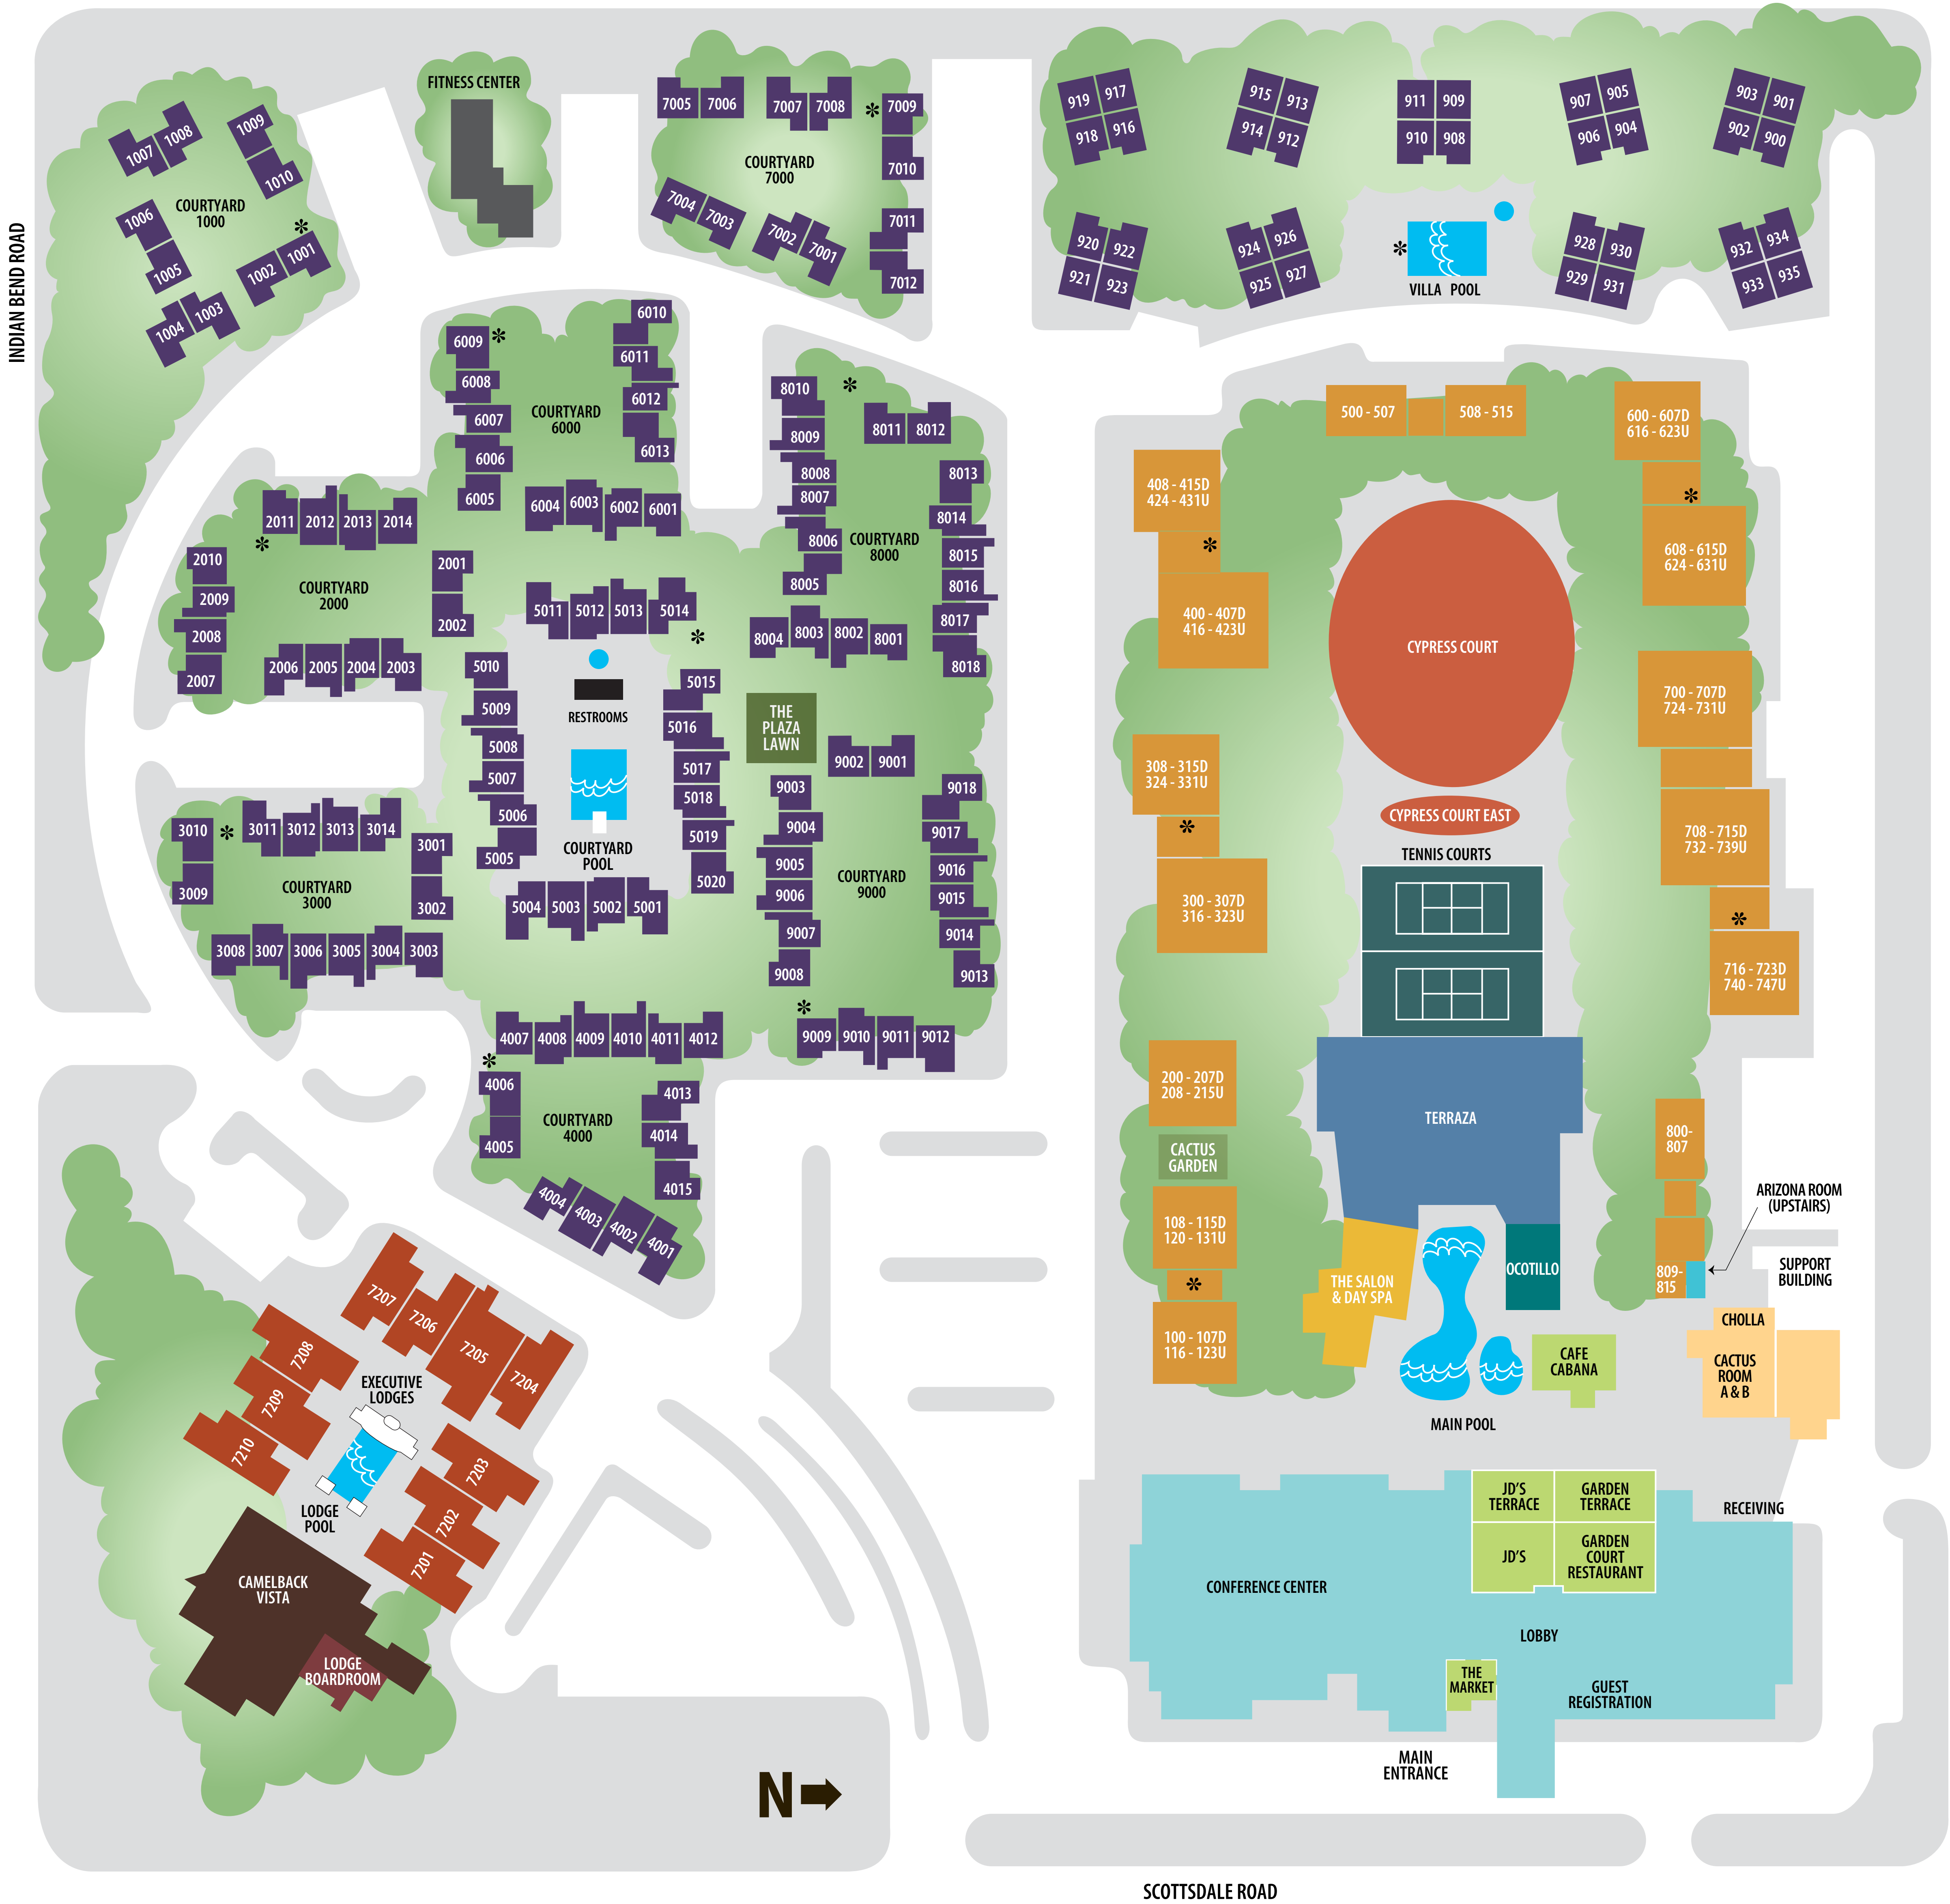 INDIAN BEND ROAD
1007
1008
1009
1010
COURTYARD
1000
1006
1005
1004
1003
1002
1001
*
FITNESS CENTER
7005
7006
7007
7008
*
7009
7010
COURTYARD
7000
7004
7003
7002
7001
7011
7012
919
917
918
916
915
913
914
912
911
909
910
908
907
905
906
904
903
901
902
900
920
922
921
923
924
926
925
927
*
VILLA POOL
928
930
929
931
932
934
933
935
6009
*
6008
6007
6006
6005
COURTYARD
6000
6010
6011
6012
6013
6004
6003
6002
6001
8010
*
8009
8008
8007
8006
8005
8011
8012
COURTYARD
8000
8013
8014
8015
8016
8017
8018
8004
8003
8002
8001
2011
2012
2013
2014
*
2010
2009
2008
2007
COURTYARD
2000
2001
2002
2006
2005
2004
2003
5011
5012
5013
5014
*
5010
5009
5008
5007
5006
5005
RESTROOMS
COURTYARD
POOL
5015
5016
5017
5018
5019
5020
5004
5003
5002
5001
THE
PLAZA
LAWN
9002
9001
9003
9004
9005
9006
9007
9008
COURTYARD
9000
9018
9017
9016
9015
9014
9013
*
9009
9010
9011
9012
3010
*
3009
3011
3012
3013
3014
COURTYARD
3000
3001
3002
3008
3007
3006
3005
3004
3003
4007
4008
4009
4010
4011
4012
*
4006
4005
COURTYARD
4000
4013
4014
4015
4004
4003
4002
4001
500 - 507
508 - 515
600 - 607D
616 - 623U
*
608 - 615D
624 - 631U
408 - 415D
424 - 431U
*
400 - 407D
416 - 423U
CYPRESS COURT
700 - 707D
724 - 731U
308 - 315D
324 - 331U
*
300 - 307D
316 - 323U
CYPRESS COURT EAST
TENNIS COURTS
708 - 715D
732 - 739U
*
716 - 723D
740 - 747U
200 - 207D
208 - 215U
CACTUS
GARDEN
TERRAZA
800-
807
ARIZONA ROOM
(UPSTAIRS)
108 - 115D
120 - 131U
*
100 - 107D
116 - 123U
THE SALON
& DAY SPA
OCOTILLO
809-
815
SUPPORT
BUILDING
CHOLLA
CACTUS
ROOM
A & B
CAFE
CABANA
MAIN POOL
7207
7206
7205
7204
7208
7209
7210
EXECUTIVE
LODGES
LODGE
POOL
7203
7202
7201
CAMELBACK
VISTA
LODGE
BOARDROOM
JD'S
TERRACE
GARDEN
TERRACE
RECEIVING
JD'S
GARDEN
COURT
RESTAURANT
CONFERENCE CENTER
LOBBY
THE
MARKET
GUEST
REGISTRATION
MAIN
ENTRANCE
N
SCOTTSDALE ROAD